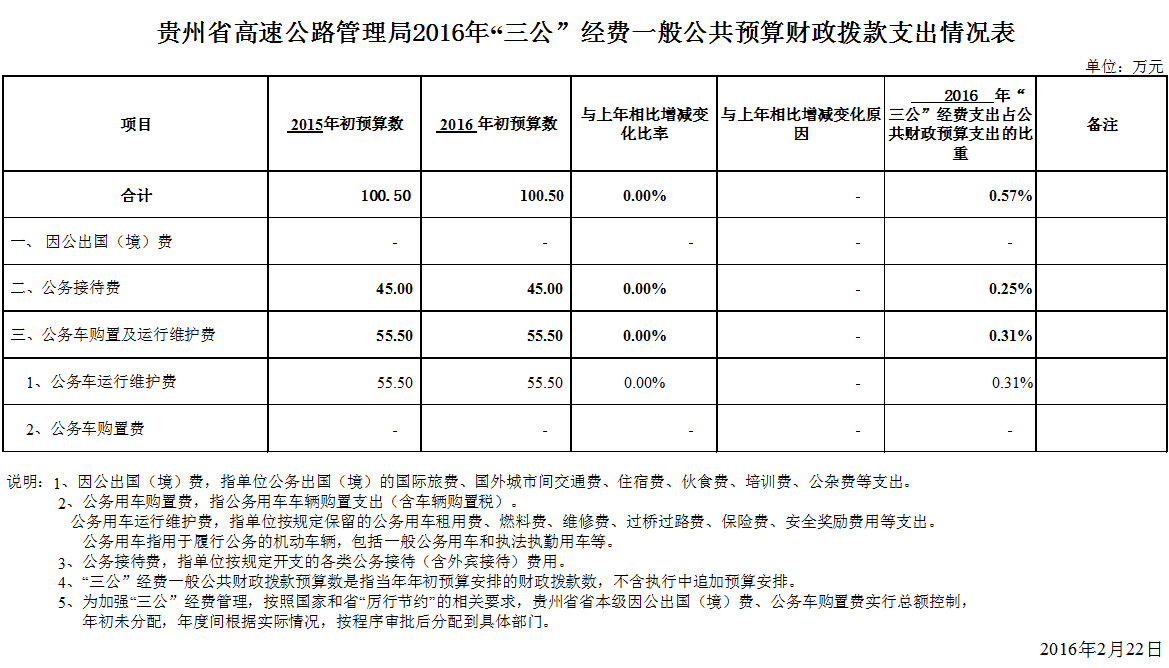 贵州省高速公路管理局2016年“三公”经费一般公共预算财政拨款支出情况表
单位：万元
项目 2015年初预算数 2016 年初预算数 与上年相比增减变化比率 与上年相比增减变化原因 2016 年“三公”经费支出占公共财政预算支出的比重 备注
合计 100.50 100.50 0.00% - 0.57%
一、 因公出国（境）费 - - - - -
二、公务接待费 45.00 45.00 0.00% - 0.25%
三、公务车购置及运行维护费 55.50 55.50 0.00% - 0.31%
1、公务车运行维护费 55.50 55.50 0.00% - 0.31%
2、公务车购置费 - - - - -
说明：1、因公出国（境）费，指单位公务出国（境）的国际旅费、国外城市间交通费、住宿费、伙食费、培训费、公杂费等支出。
2、公务用车购置费，指公务用车车辆购置支出（含车辆购置税）。
公务用车运行维护费，指单位按规定保留的公务用车租用费、燃料费、维修费、过桥过路费、保险费、安全奖励费用等支出。
公务用车指用于履行公务的机动车辆，包括一般公务用车和执法执勤用车等。
3、公务接待费，指单位按规定开支的各类公务接待（含外宾接待）费用。
4、“三公”经费一般公共财政拨款预算数是指当年年初预算安排的财政拨款数，不含执行中追加预算安排。
5、为加强“三公”经费管理，按照国家和省“厉行节约”的相关要求，贵州省省本级因公出国（境）费、公务车购置费实行总额控制，
年初未分配，年度间根据实际情况，按程序审批后分配到具体部门。
2016年2月22日